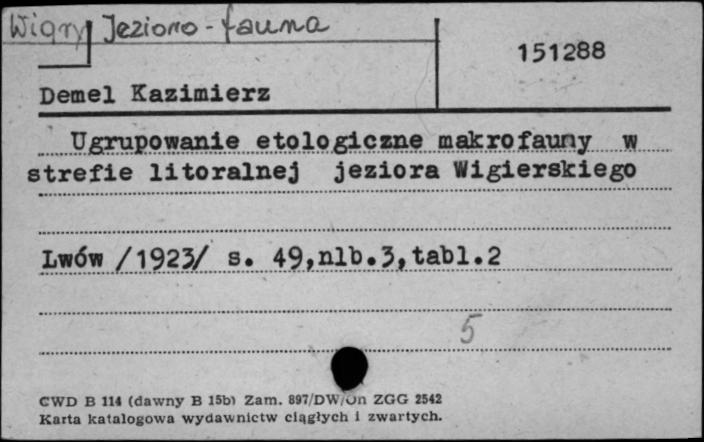 Wigry Jezioro - fauna
151288
Demel Kazimierz
Ugrupowanie etologiczne makrofauny w
strefie litoralnej jeziora Wigierskiego
Lwów /1923/ s. 49,nlb.3,tabl.2
5
CWD B 114 (dawny B 15b) Zam. 897/DW/Un ZGG 2542
Karta katalogowa wydawnictw ciągłych i zwartych.